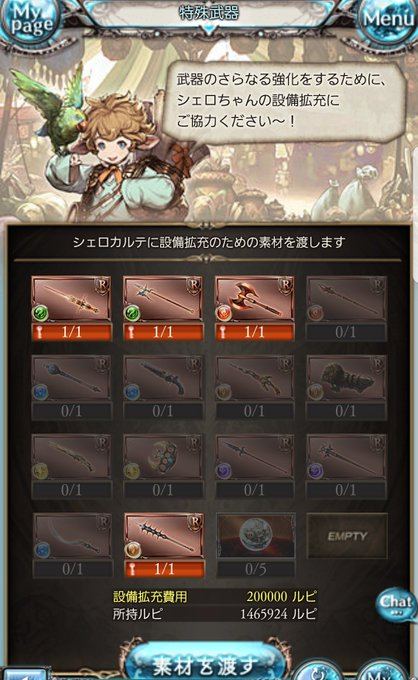 My page
特殊武器
Menu
武器のさらなる強化をするために、
シェロちゃんの設備拡充に
ご協力ください〜！
シェロカルテに設備拡充のための素材を渡します
R R R R
1/1 1/1 1/1 0/1
R R R R
0/1 0/1 0/1 0/1
R R R R
0/1 0/1 0/1 0/1
R R EMPTY
0/1 1/1 0/5
設備拡充費用 200000 ルピ
所持ルピ 1465924 ルピ
Chat
素材を渡す
My